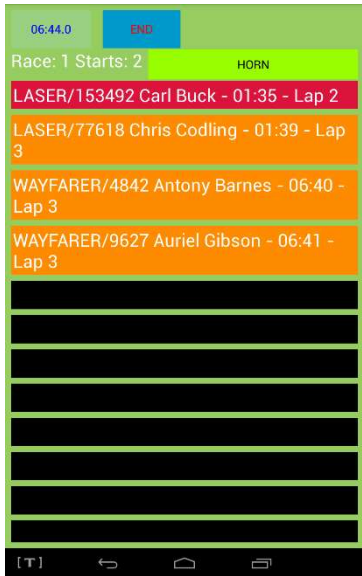 06:44.0 END
Race: 1 Starts: 2 HORN
LASER/153492 Carl Buck - 01:35 - Lap 2
LASER/77618 Chris Codling - 01:39 - Lap
3
WAYFARER/4842 Antony Barnes - 06:40 -
Lap 3
WAYFARER/9627 Auriel Gibson - 06:41 -
Lap 3
[T]